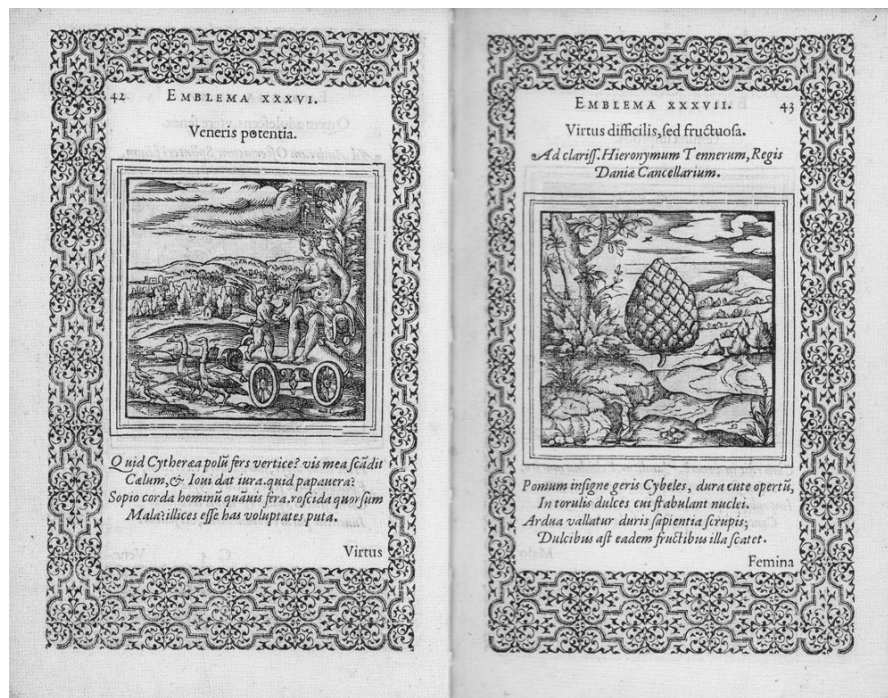 42 EMBLEMA XXXVI.
Veneris potentia.
Quid Cytheræa polũ fers vertice? vis mea scãdit
Cælum, & Ioui dat iura. quid papauera?
Sopio corda hominũ quãuis fera. roscida quorsum
Mala? illices esse has voluptates puta.
Virtus
EMBLEMA XXXVII. 43
Virtus difficilis, sed fructuosa.
Ad clariss. Hieronymum Tennerum, Regis
Daniæ Cancellarium.
Pomum insigne geris Cybeles, dura cute opertũ,
In torulis dulces cui stabulant nuclei.
Ardua vallatur duris sapientia scrupis;
Dulcibus ast eadem fructibus illa scatet.
Femina